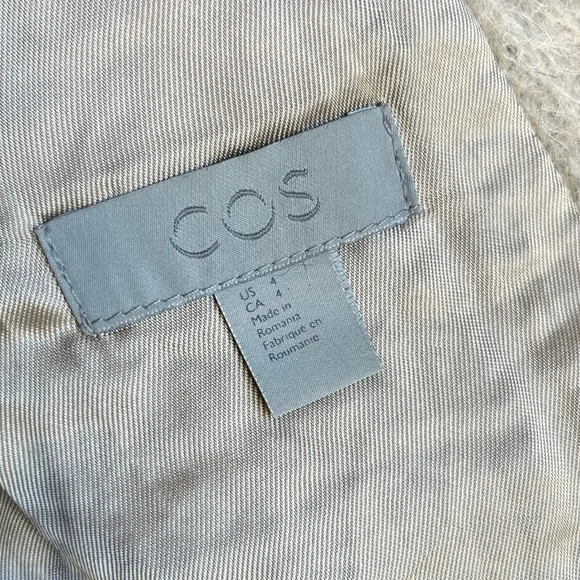 COS
US 4
CA 4
Made in
Romania
Fabriqué en
Roumanie